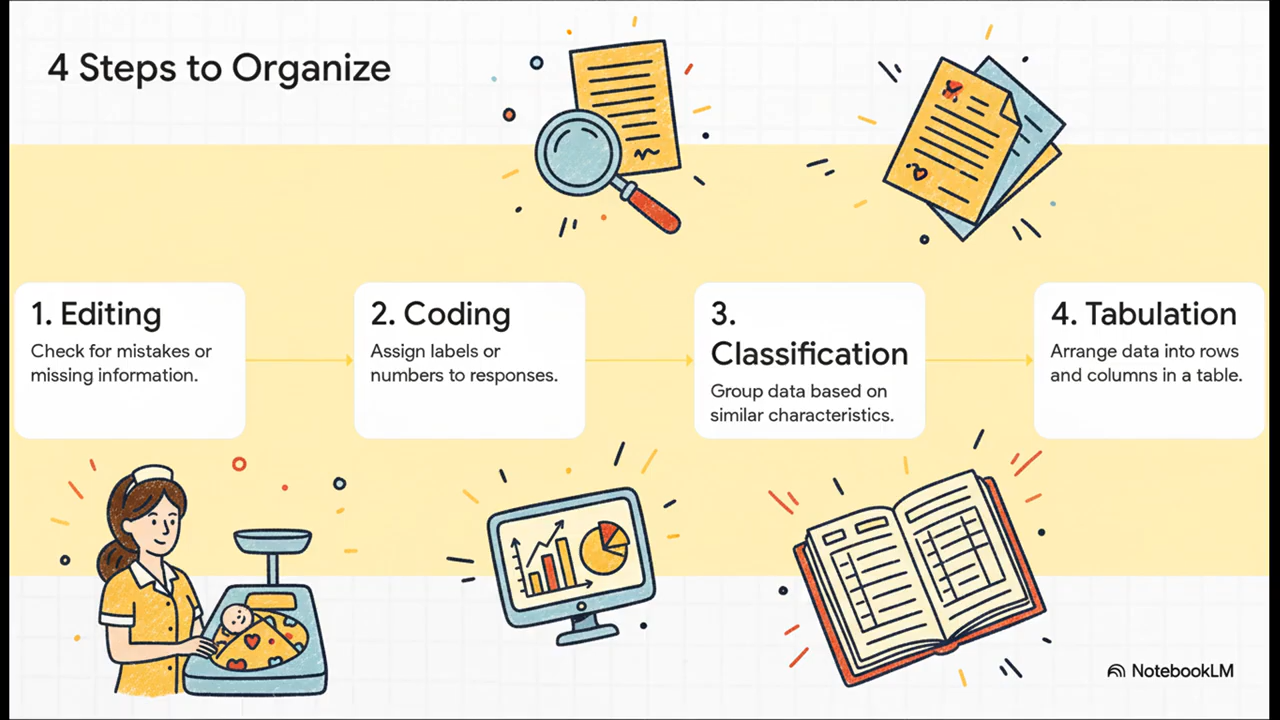 4 Steps to Organize
1. Editing
Check for mistakes or
missing information.
2. Coding
Assign labels or
numbers to responses.
3.
Classification
Group data based on
similar characteristics.
4. Tabulation
Arrange data into rows
and columns in a table.
NotebookLM